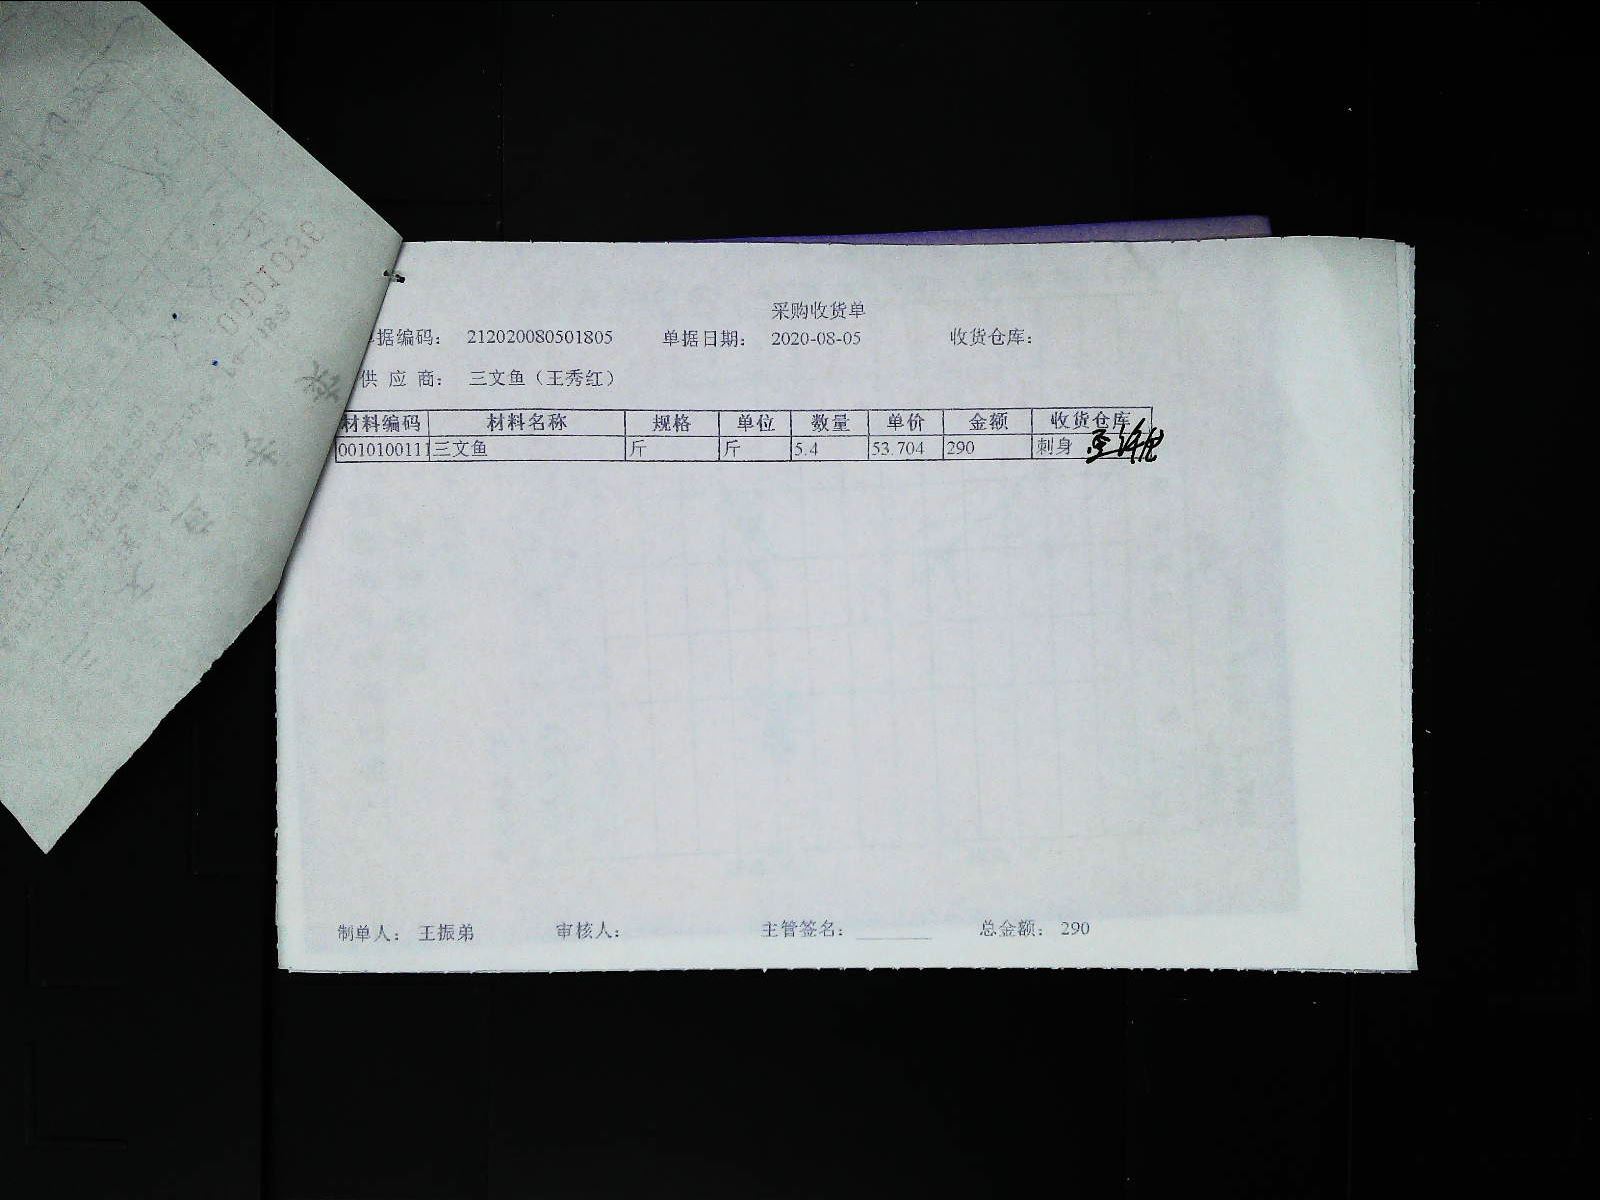 采购收货单
据编码： 212020080501805 单据日期： 2020-08-05 收货仓库：
供 应 商： 三文鱼（王秀红）
材料编码 材料名称 规格 单位 数量 单价 金额 收货仓库
0010100111 三文鱼 斤 斤 5.4 53.704 290 刺身
制单人： 王振弟 审核人： 主管签名： 总金额： 290
0001030